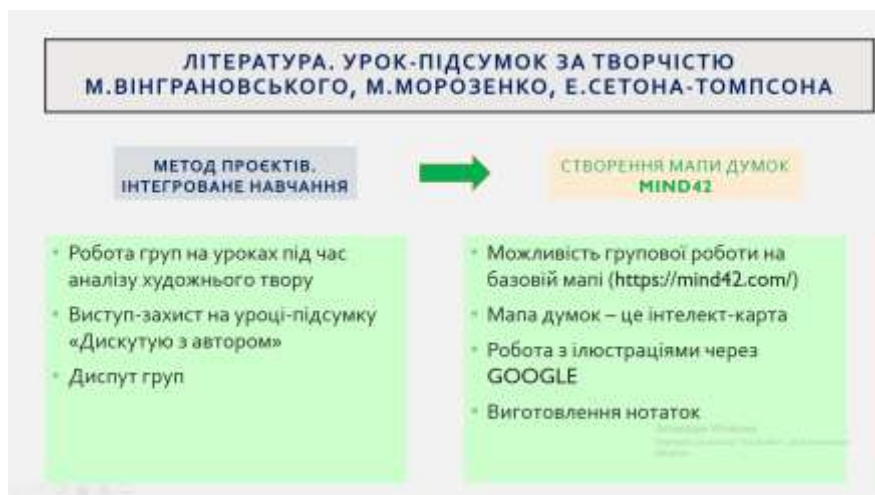 ЛІТЕРАТУРА. УРОК-ПІДСУМОК ЗА ТВОРЧІСТЮ
М.ВІНГРАНОВСЬКОГО, М.МОРОЗЕНКО, Е.СЕТОНА-ТОМПСОНА
МЕТОД ПРОЄКТІВ.
ІНТЕГРОВАНЕ НАВЧАННЯ
СТВОРЕННЯ МАПИ ДУМОК
MIND42
Робота груп на уроках під час
аналізу художнього твору
Виступ-захист на уроці-підсумку
«Дискутую з автором»
Диспут груп
Можливість групової роботи на
базовій мапі (https://mind42.com/)
Мапа думок – це інтелект-карта
Робота з ілюстраціями через
GOOGLE
Виготовлення нотаток